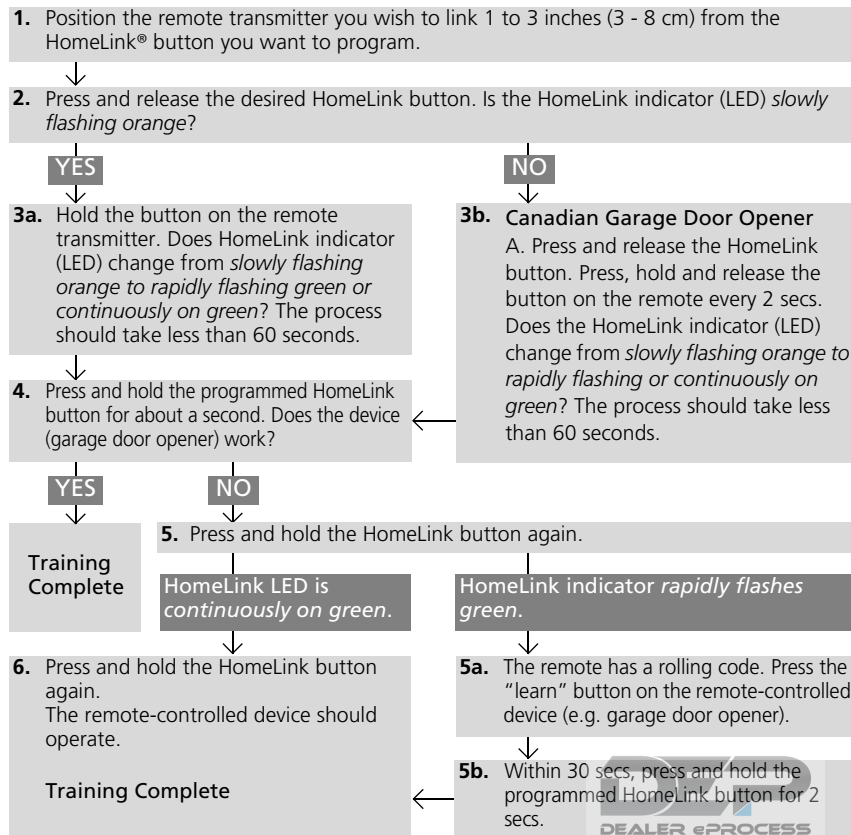 1. Position the remote transmitter you wish to link 1 to 3 inches (3 - 8 cm) from the
HomeLink® button you want to program.
2. Press and release the desired HomeLink button. Is the HomeLink indicator (LED) slowly
flashing orange?
YES
NO
3a. Hold the button on the remote
transmitter. Does HomeLink indicator
(LED) change from slowly flashing
orange to rapidly flashing green or
continuously on green? The process
should take less than 60 seconds.
3b. Canadian Garage Door Opener
A. Press and release the HomeLink
button. Press, hold and release the
button on the remote every 2 secs.
Does the HomeLink indicator (LED)
change from slowly flashing orange to
rapidly flashing or continuously on
green? The process should take less
than 60 seconds.
4. Press and hold the programmed HomeLink
button for about a second. Does the device
(garage door opener) work?
YES
NO
Training
Complete
5. Press and hold the HomeLink button again.
HomeLink LED is
continuously on green.
HomeLink indicator rapidly flashes
green.
6. Press and hold the HomeLink button
again.
The remote-controlled device should
operate.
Training Complete
5a. The remote has a rolling code. Press the
“learn” button on the remote-controlled
device (e.g. garage door opener).
5b. Within 30 secs, press and hold the
programmed HomeLink button for 2
secs.
DEP
DEALER ePROCESS